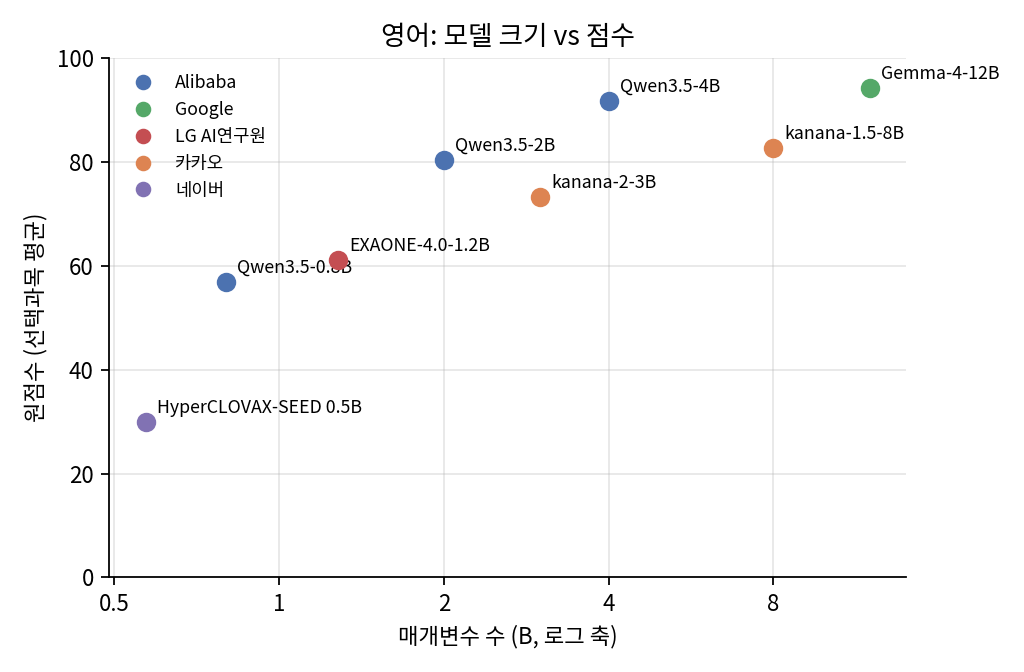 영어: 모델 크기 vs 점수
100
80
60
40
20
0
원점수 (선택과목 평균)
Alibaba
Google
LG AI연구원
카카오
네이버
Gemma-4-12B
Qwen3.5-4B
kanana-1.5-8B
Qwen3.5-2B
kanana-2-3B
EXAONE-4.0-1.2B
Qwen3.5-0.8B
HyperCLOVAX-SEED 0.5B
0.5
1
2
4
8
매개변수 수 (B, 로그 축)